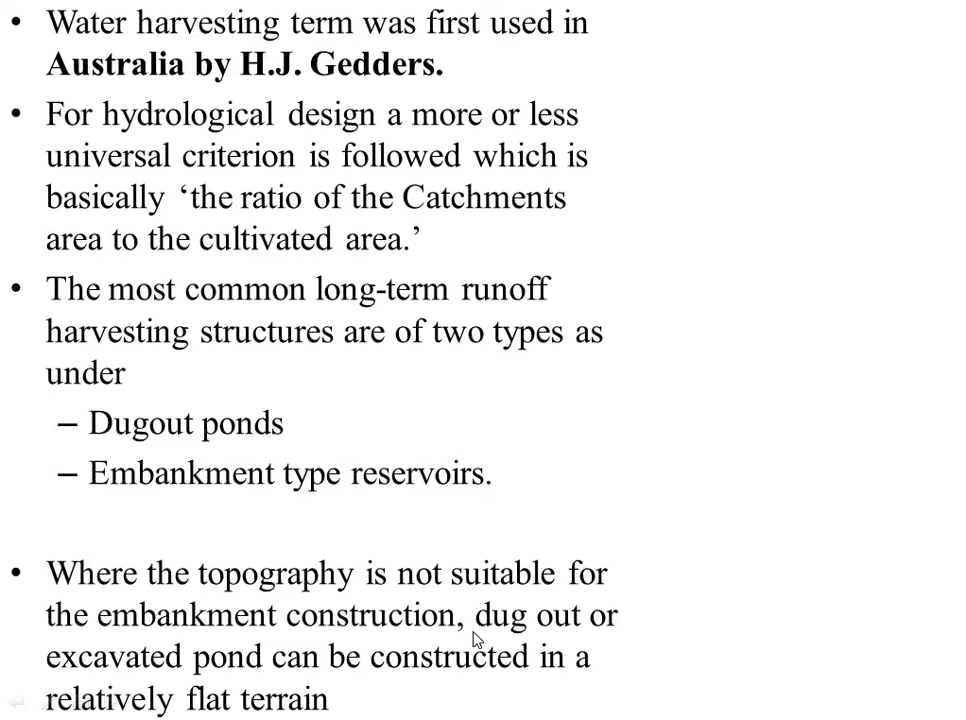 • Water harvesting term was first used in
Australia by H.J. Gedders.
• For hydrological design a more or less
universal criterion is followed which is
basically ‘the ratio of the Catchments
area to the cultivated area.’
• The most common long-term runoff
harvesting structures are of two types as
under
– Dugout ponds
– Embankment type reservoirs.
• Where the topography is not suitable for
the embankment construction, dug out or
excavated pond can be constructed in a
relatively flat terrain